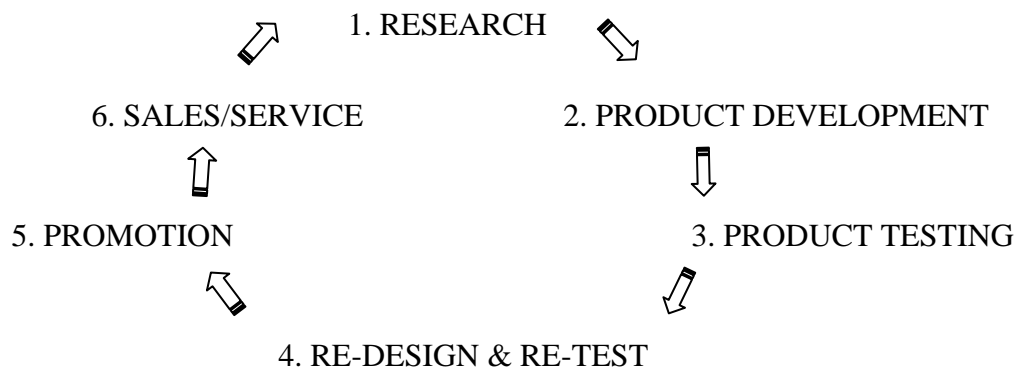 1. RESEARCH
6. SALES/SERVICE
2. PRODUCT DEVELOPMENT
5. PROMOTION
3. PRODUCT TESTING
4. RE-DESIGN & RE-TEST